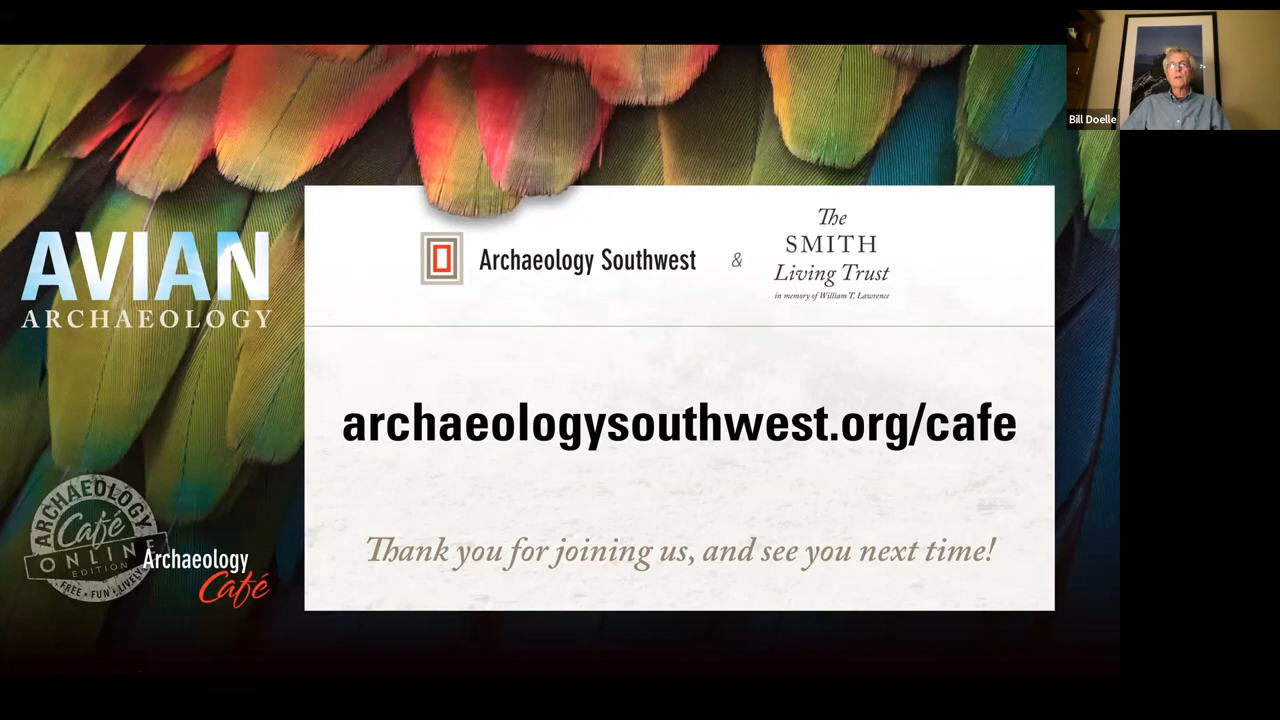 Bill Doelle
AVIAN
ARCHAEOLOGY
Archaeology Southwest
&
The
SMITH
Living Trust
in memory of William T. Lawrence
archaeologysouthwest.org/cafe
Thank you for joining us, and see you next time!
ARCHAEOLOGY
Café
ONLINE
EDITION
FREE • FUN • LIVELY
Archaeology
Café